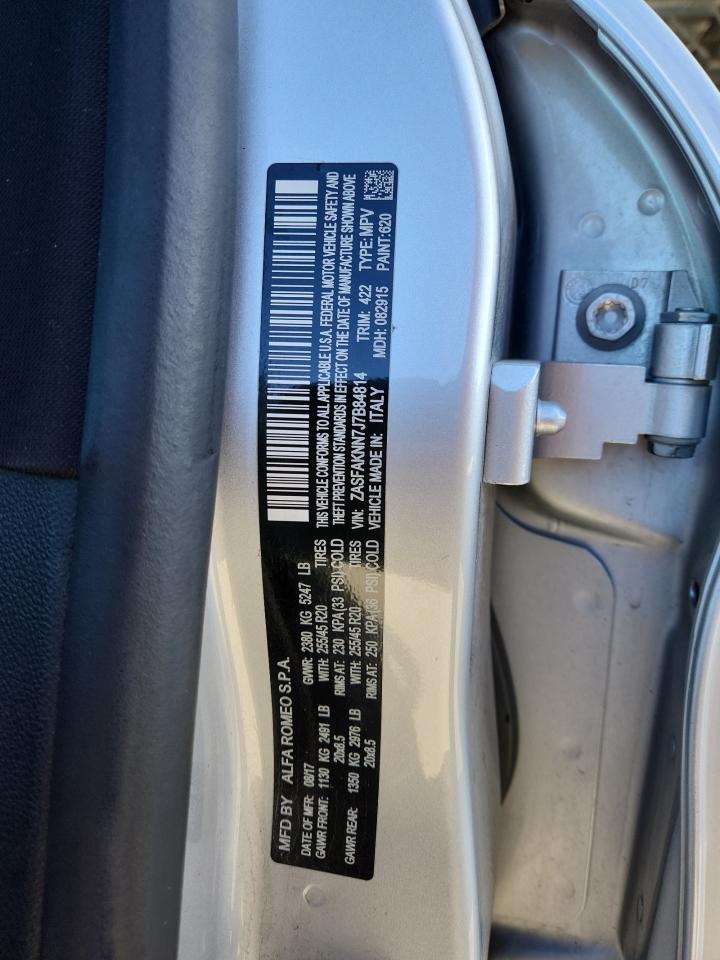 MFD BY ALFA ROMEO S.P.A.
DATE OF MFR: 08/17 GVWR: 2380 KG 5247 LB
GAWR FRONT: 1130 KG 2491 LB WITH: 255/45 R20 TIRES
20x8.5 RIMS AT: 230 KPA (33 PSI) COLD
GAWR REAR: 1350 KG 2976 LB WITH: 255/45 R20 TIRES
20x8.5 RIMS AT: 250 KPA (36 PSI) COLD
THIS VEHICLE CONFORMS TO ALL APPLICABLE U.S.A. FEDERAL MOTOR VEHICLE SAFETY AND
THEFT PREVENTION STANDARDS IN EFFECT ON THE DATE OF MANUFACTURE SHOWN ABOVE
VIN: ZASFAKNN7J7B84814 TRIM: 422 TYPE: MPV
VEHICLE MADE IN: ITALY MDH: 082915 PAINT: 620